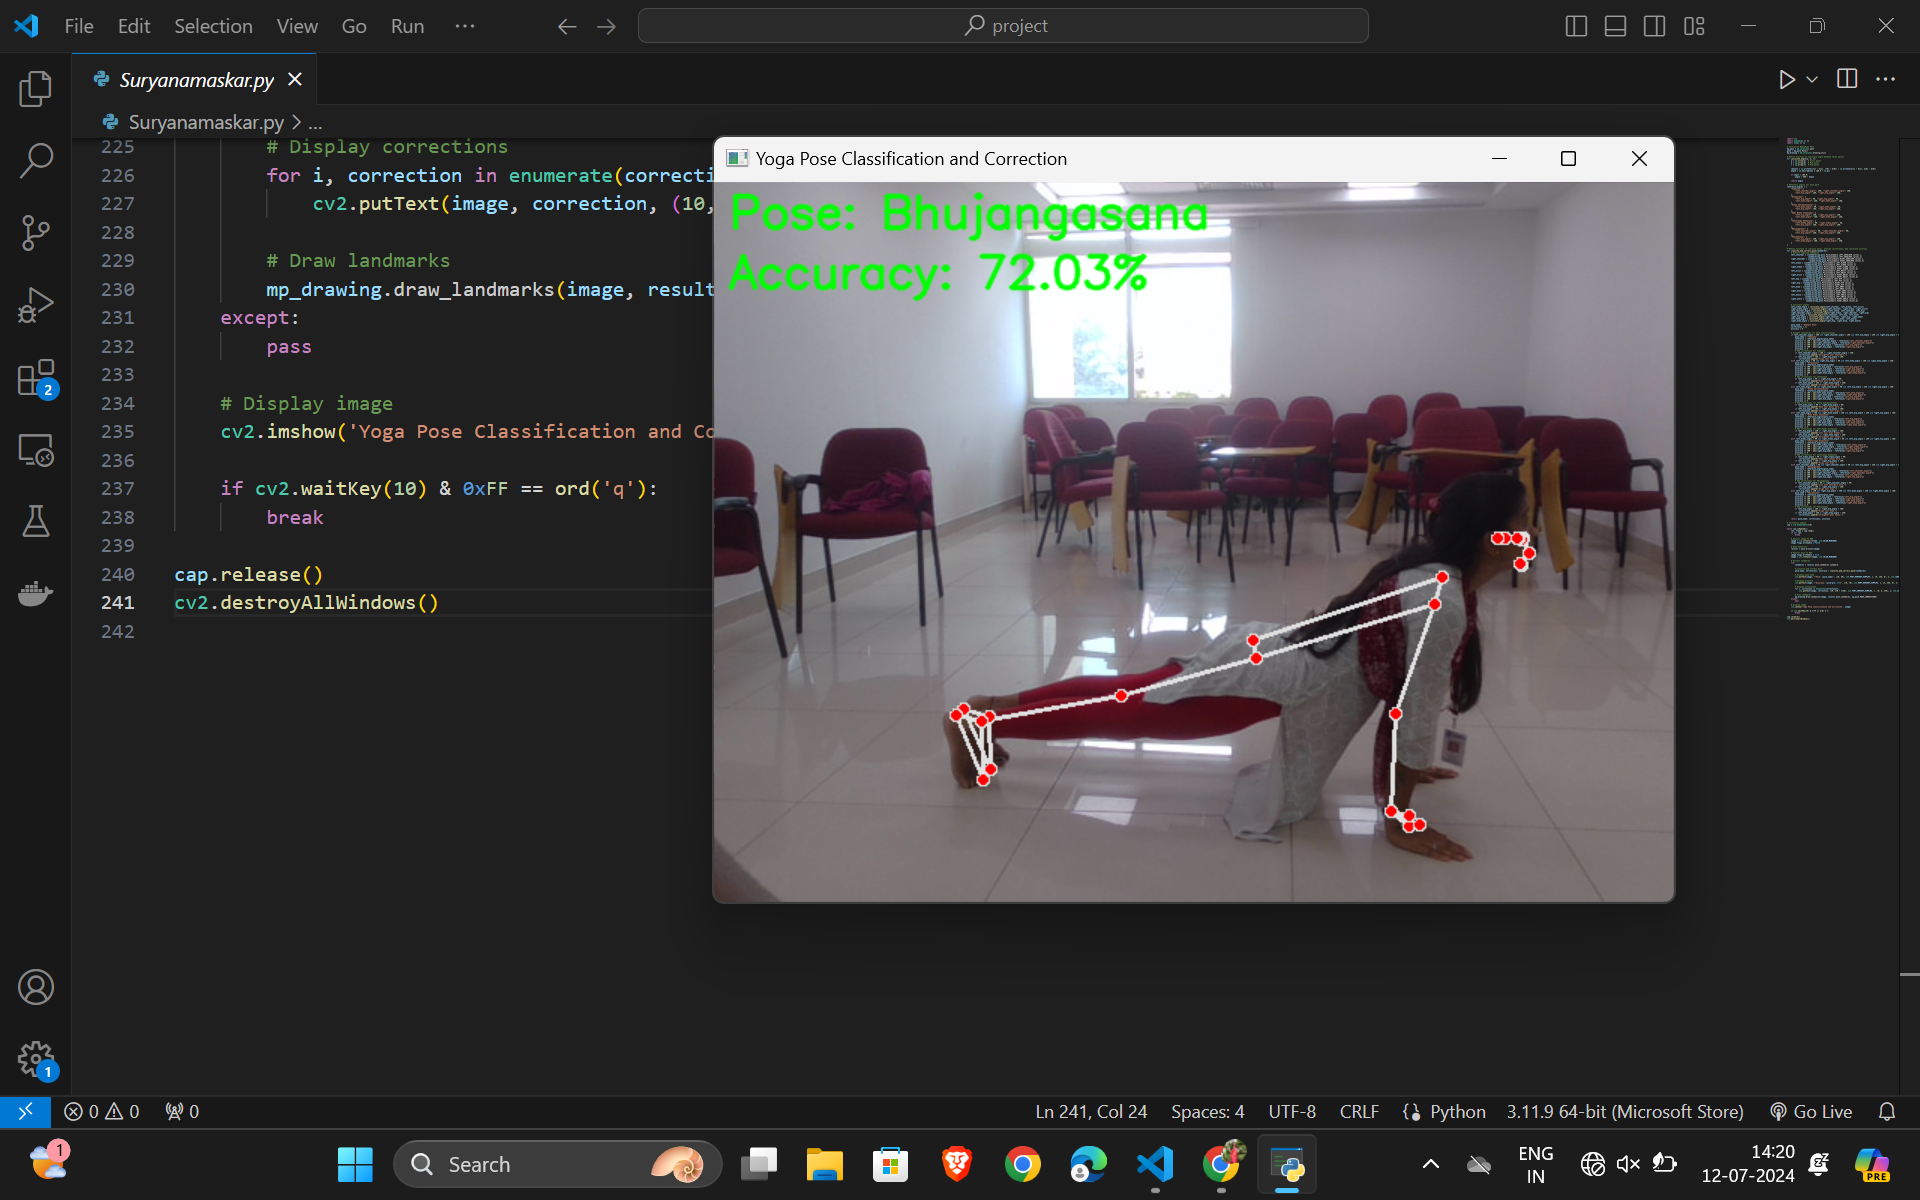 File Edit Selection View Go Run ...
project
Suryanamaskar.py
Suryanamaskar.py > ...
225 # Display corrections
226 for i, correction in enumerate(correcti
227 cv2.putText(image, correction, (10,
228
229 # Draw landmarks
230 mp_drawing.draw_landmarks(image, result
231 except:
232 pass
233
234 # Display image
235 cv2.imshow('Yoga Pose Classification and Co
236
237 if cv2.waitKey(10) & 0xFF == ord('q'):
238 break
239
240 cap.release()
241 cv2.destroyAllWindows()
242
Yoga Pose Classification and Correction
Pose: Bhujangasana
Accuracy: 72.03%
2
1
0 0 0
Ln 241, Col 24 Spaces: 4 UTF-8 CRLF Python 3.11.9 64-bit (Microsoft Store) Go Live
1
Search
PRE
ENG
IN
14:20
12-07-2024